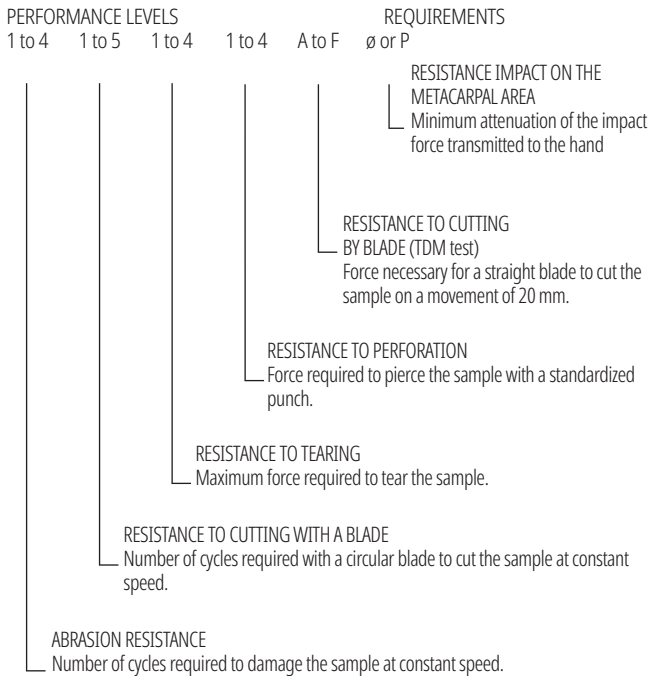 PERFORMANCE LEVELS REQUIREMENTS
1 to 4 1 to 5 1 to 4 1 to 4 A to F ø or P
RESISTANCE IMPACT ON THE
METACARPAL AREA
Minimum attenuation of the impact
force transmitted to the hand
RESISTANCE TO CUTTING
BY BLADE (TDM test)
Force necessary for a straight blade to cut the
sample on a movement of 20 mm.
RESISTANCE TO PERFORATION
Force required to pierce the sample with a standardized
punch.
RESISTANCE TO TEARING
Maximum force required to tear the sample.
RESISTANCE TO CUTTING WITH A BLADE
Number of cycles required with a circular blade to cut the sample at constant
speed.
ABRASION RESISTANCE
Number of cycles required to damage the sample at constant speed.